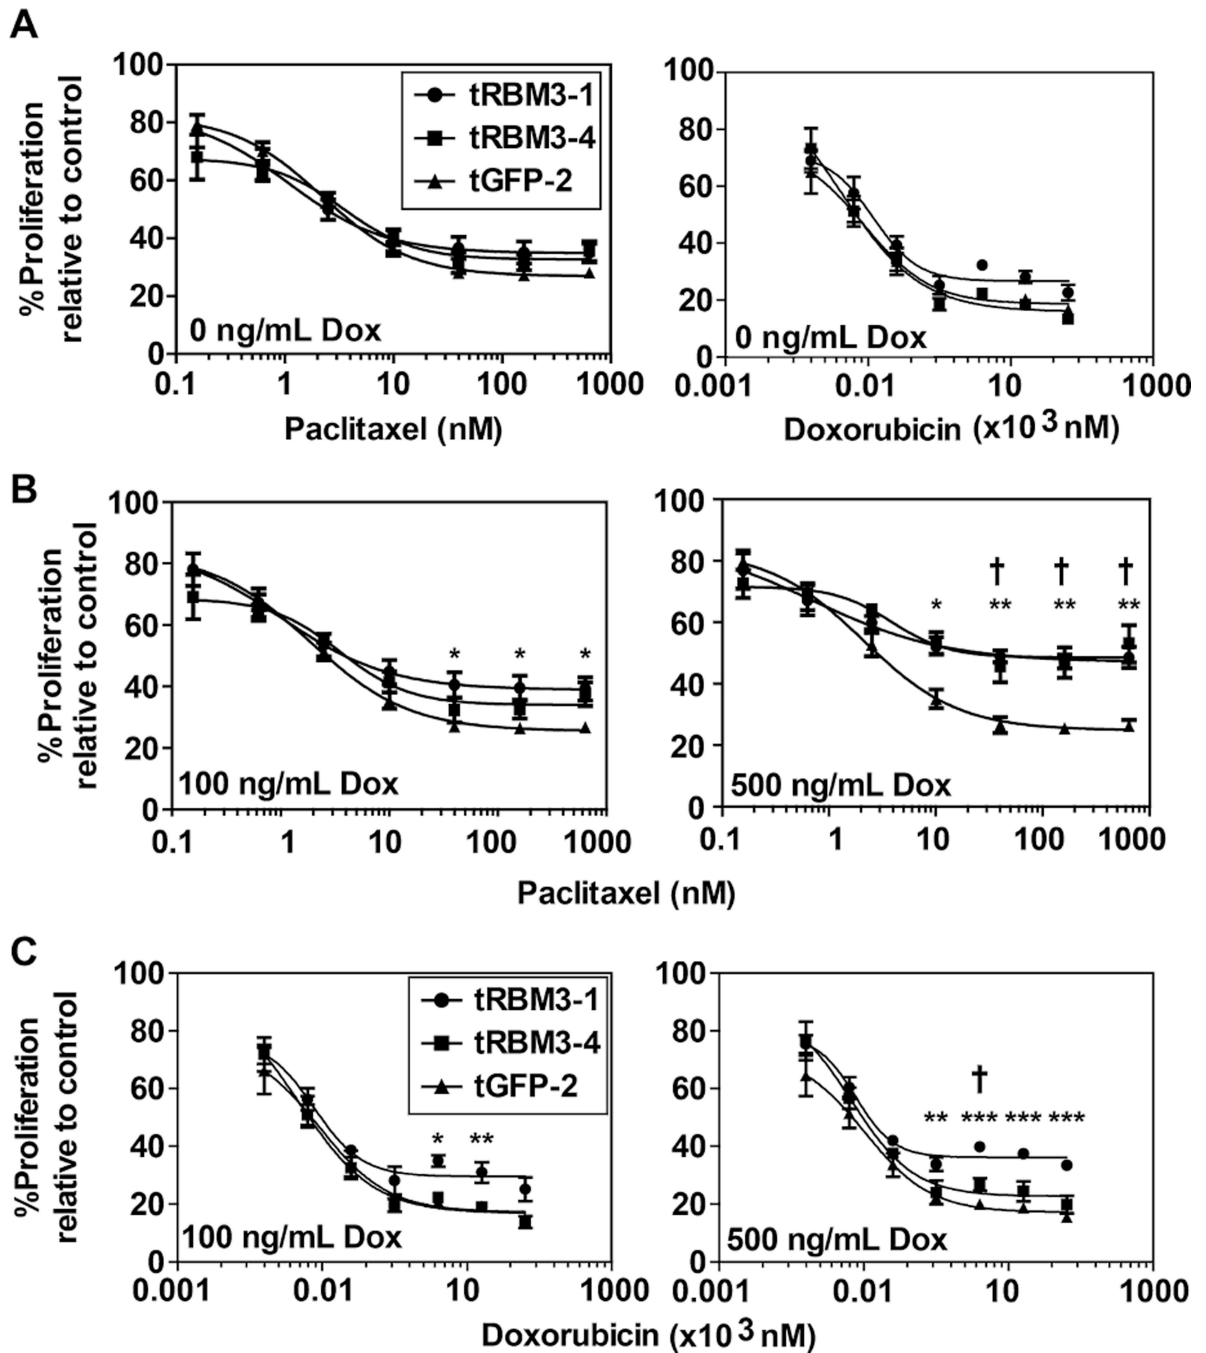 A
%Proliferation
relative to control
100
80
60
40
20
0
tRBM3-1
tRBM3-4
tGFP-2
0 ng/mL Dox
0.1 1 10 100 1000
Paclitaxel (nM)
100
80
60
40
20
0
0 ng/mL Dox
0.001 0.01 10 1000
Doxorubicin (x10 3 nM)
B
%Proliferation
relative to control
100
80
60
40
20
0
* * *
100 ng/mL Dox
0.1 1 10 100 1000
100
80
60
40
20
0
† † †
* ** ** **
500 ng/mL Dox
0.1 1 10 100 1000
Paclitaxel (nM)
C
%Proliferation
relative to control
100
80
60
40
20
0
tRBM3-1
tRBM3-4
tGFP-2
* **
100 ng/mL Dox
0.001 0.01 10 1000
100
80
60
40
20
0
†
** *** *** ***
500 ng/mL Dox
0.001 0.01 10 1000
Doxorubicin (x10 3 nM)